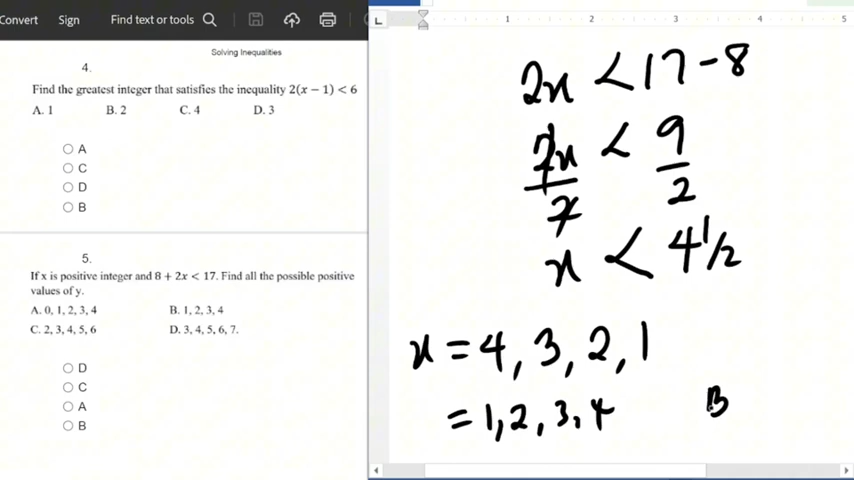 Convert Sign Find text or tools
Solving Inequalities
4.
Find the greatest integer that satisfies the inequality 2(x − 1) < 6
A. 1 B. 2 C. 4 D. 3
A
C
D
B
5.
If x is positive integer and 8 + 2x < 17. Find all the possible positive
values of y.
A. 0, 1, 2, 3, 4 B. 1, 2, 3, 4
C. 2, 3, 4, 5, 6 D. 3, 4, 5, 6, 7.
D
C
A
B
L 1 2 3 4 5
2x < 17 - 8
2x < 9
2 2
x < 4 1/2
x = 4, 3, 2, 1
= 1, 2, 3, 4 B